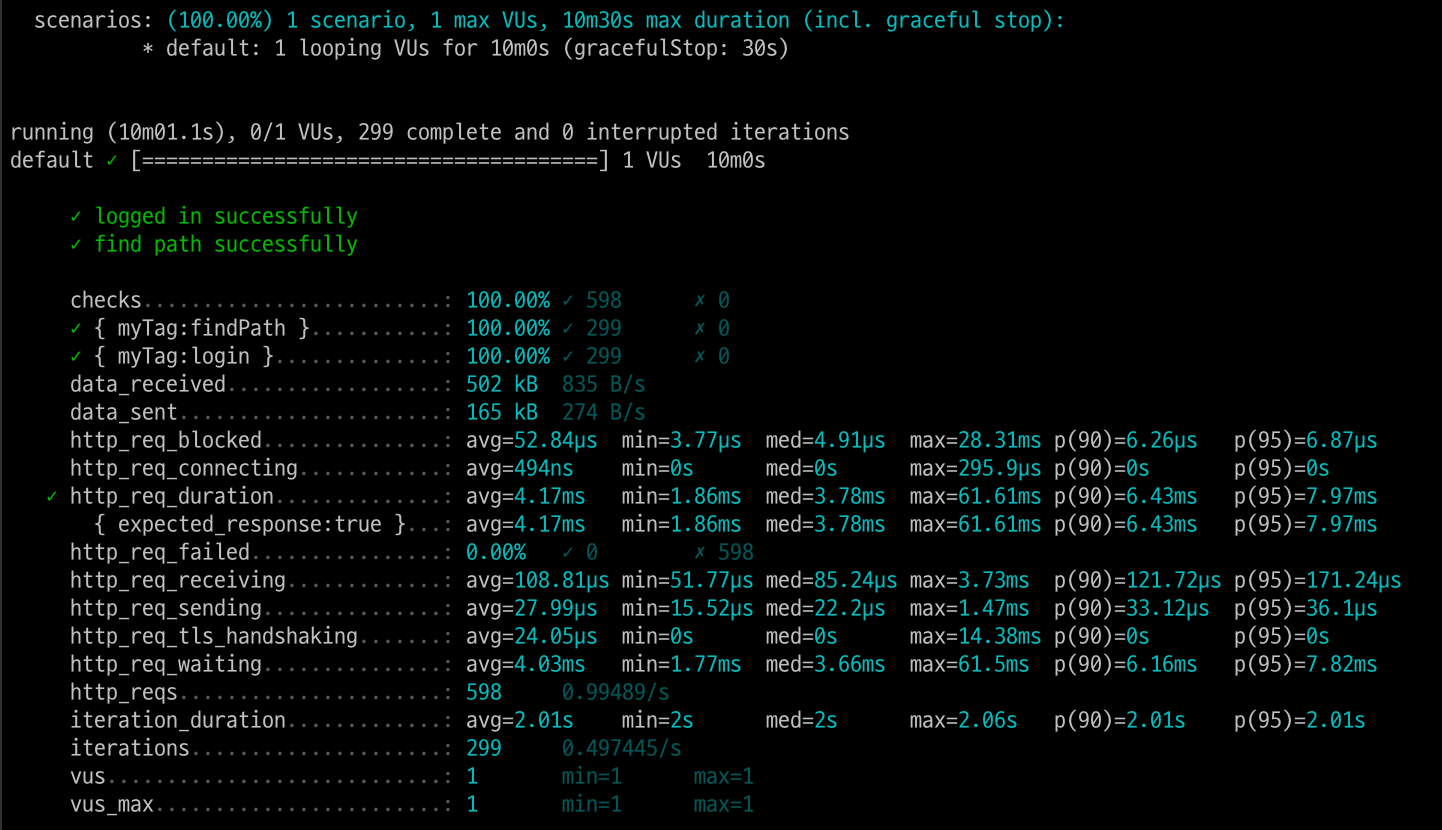 scenarios: (100.00%) 1 scenario, 1 max VUs, 10m30s max duration (incl. graceful stop):
* default: 1 looping VUs for 10m0s (gracefulStop: 30s)
running (10m01.1s), 0/1 VUs, 299 complete and 0 interrupted iterations
default ✓ [======================================] 1 VUs  10m0s
✓ logged in successfully
✓ find path successfully
checks.........................: 100.00% ✓ 598      ✗ 0
✓ { myTag:findPath }...........: 100.00% ✓ 299      ✗ 0
✓ { myTag:login }..............: 100.00% ✓ 299      ✗ 0
data_received..................: 502 kB  835 B/s
data_sent......................: 165 kB  274 B/s
http_req_blocked...............: avg=52.84µs  min=3.77µs  med=4.91µs  max=28.31ms p(90)=6.26µs   p(95)=6.87µs
http_req_connecting............: avg=494ns    min=0s      med=0s      max=295.9µs p(90)=0s       p(95)=0s
✓ http_req_duration..............: avg=4.17ms   min=1.86ms  med=3.78ms  max=61.61ms p(90)=6.43ms   p(95)=7.97ms
{ expected_response:true }...: avg=4.17ms   min=1.86ms  med=3.78ms  max=61.61ms p(90)=6.43ms   p(95)=7.97ms
http_req_failed................: 0.00%   ✓ 0        ✗ 598
http_req_receiving.............: avg=108.81µs min=51.77µs med=85.24µs max=3.73ms  p(90)=121.72µs p(95)=171.24µs
http_req_sending...............: avg=27.99µs  min=15.52µs med=22.2µs  max=1.47ms  p(90)=33.12µs  p(95)=36.1µs
http_req_tls_handshaking.......: avg=24.05µs  min=0s      med=0s      max=14.38ms p(90)=0s       p(95)=0s
http_req_waiting...............: avg=4.03ms   min=1.77ms  med=3.66ms  max=61.5ms  p(90)=6.16ms   p(95)=7.82ms
http_reqs......................: 598     0.99489/s
iteration_duration.............: avg=2.01s    min=2s      med=2s      max=2.06s   p(90)=2.01s    p(95)=2.01s
iterations.....................: 299     0.497445/s
vus............................: 1       min=1      max=1
vus_max........................: 1       min=1      max=1